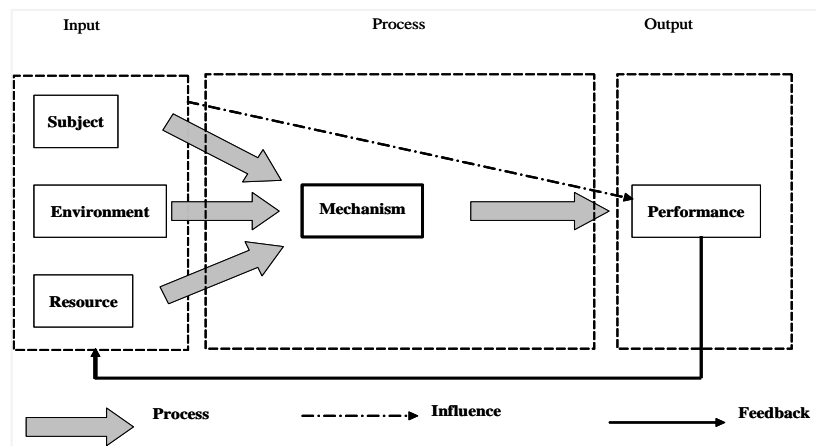 Input
Process
Output
Subject
Environment
Resource
Mechanism
Performance
Process
Influence
Feedback